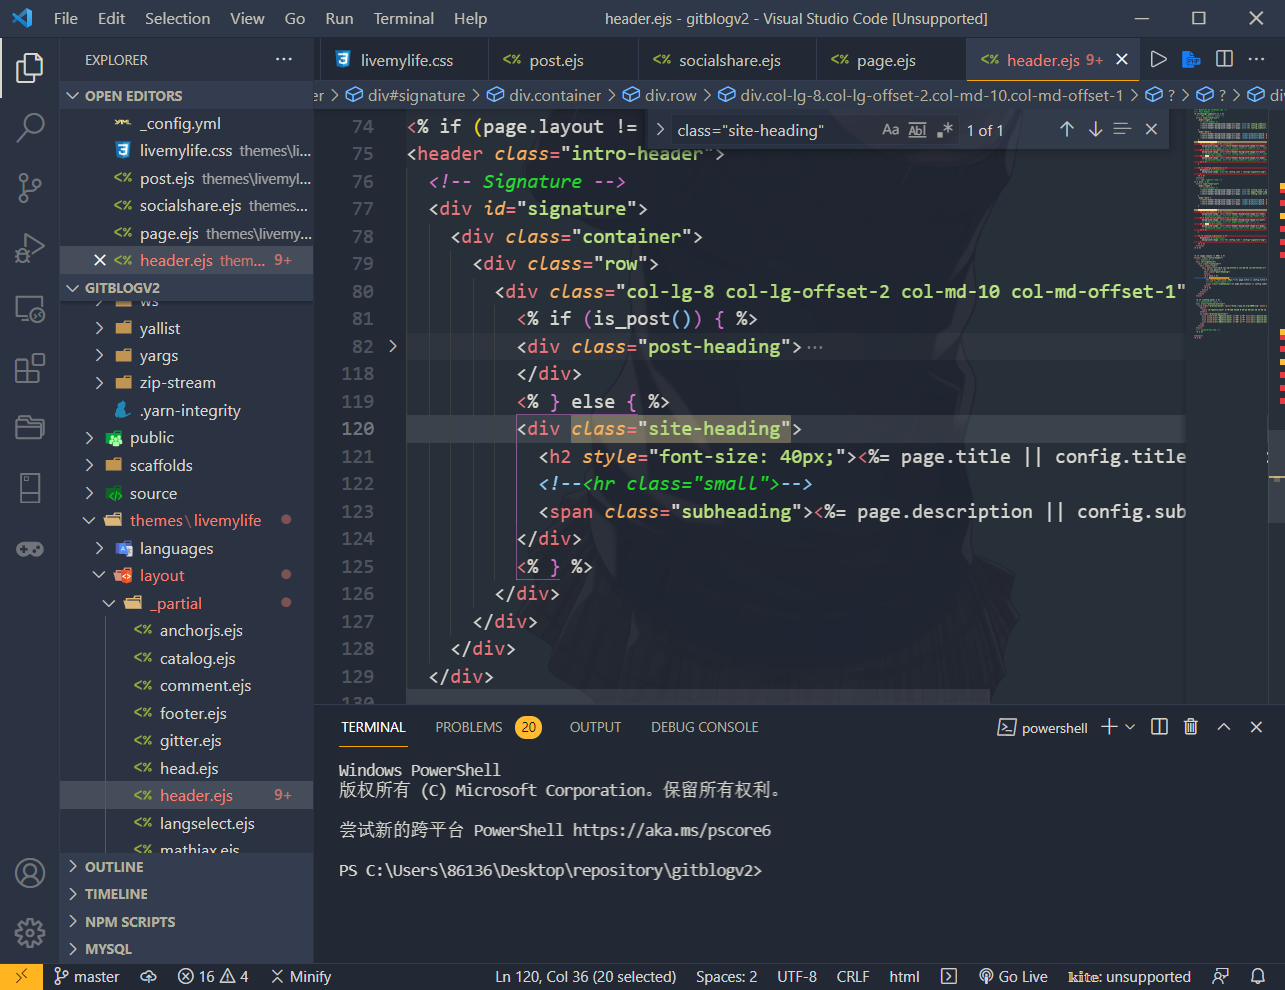 File Edit Selection View Go Run Terminal Help header.ejs - gitblogv2 - Visual Studio Code [Unsupported]
EXPLORER
OPEN EDITORS
_config.yml
livemylife.css themes\li...
post.ejs themes\livemyl...
socialshare.ejs themes...
page.ejs themes\livemy...
header.ejs them... 9+
GITBLOGV2
ws
yallist
yargs
zip-stream
.yarn-integrity
public
scaffolds
source
themes\livemylife
languages
layout
_partial
anchorjs.ejs
catalog.ejs
comment.ejs
footer.ejs
gitter.ejs
head.ejs
header.ejs 9+
langselect.ejs
mathjax.ejs
OUTLINE
TIMELINE
NPM SCRIPTS
MYSQL
livemylife.css <% post.ejs <% socialshare.ejs <% page.ejs <% header.ejs 9+
er > div#signature > div.container > div.row > div.col-lg-8.col-lg-offset-2.col-md-10.col-md-offset-1 > ? > ? > di
class="site-heading" Aa Ab .* 1 of 1
74 <% if (page.layout !=
75 <header class="intro-header">
76 <!-- Signature -->
77 <div id="signature">
78 <div class="container">
79 <div class="row">
80 <div class="col-lg-8 col-lg-offset-2 col-md-10 col-md-offset-1"
81 <% if (is_post()) { %>
82 <div class="post-heading">···
118 </div>
119 <% } else { %>
120 <div class="site-heading">
121 <h2 style="font-size: 40px;"><%= page.title || config.title
122 <!--<hr class="small">-->
123 <span class="subheading"><%= page.description || config.sub
124 </div>
125 <% } %>
126 </div>
127 </div>
128 </div>
129 </div>
130
TERMINAL PROBLEMS 20 OUTPUT DEBUG CONSOLE powershell
Windows PowerShell
版权所有 (C) Microsoft Corporation。保留所有权利。
尝试新的跨平台 PowerShell https://aka.ms/pscore6
PS C:\Users\86136\Desktop\repository\gitblogv2>
master 16 4 Minify Ln 120, Col 36 (20 selected) Spaces: 2 UTF-8 CRLF html Go Live kite: unsupported